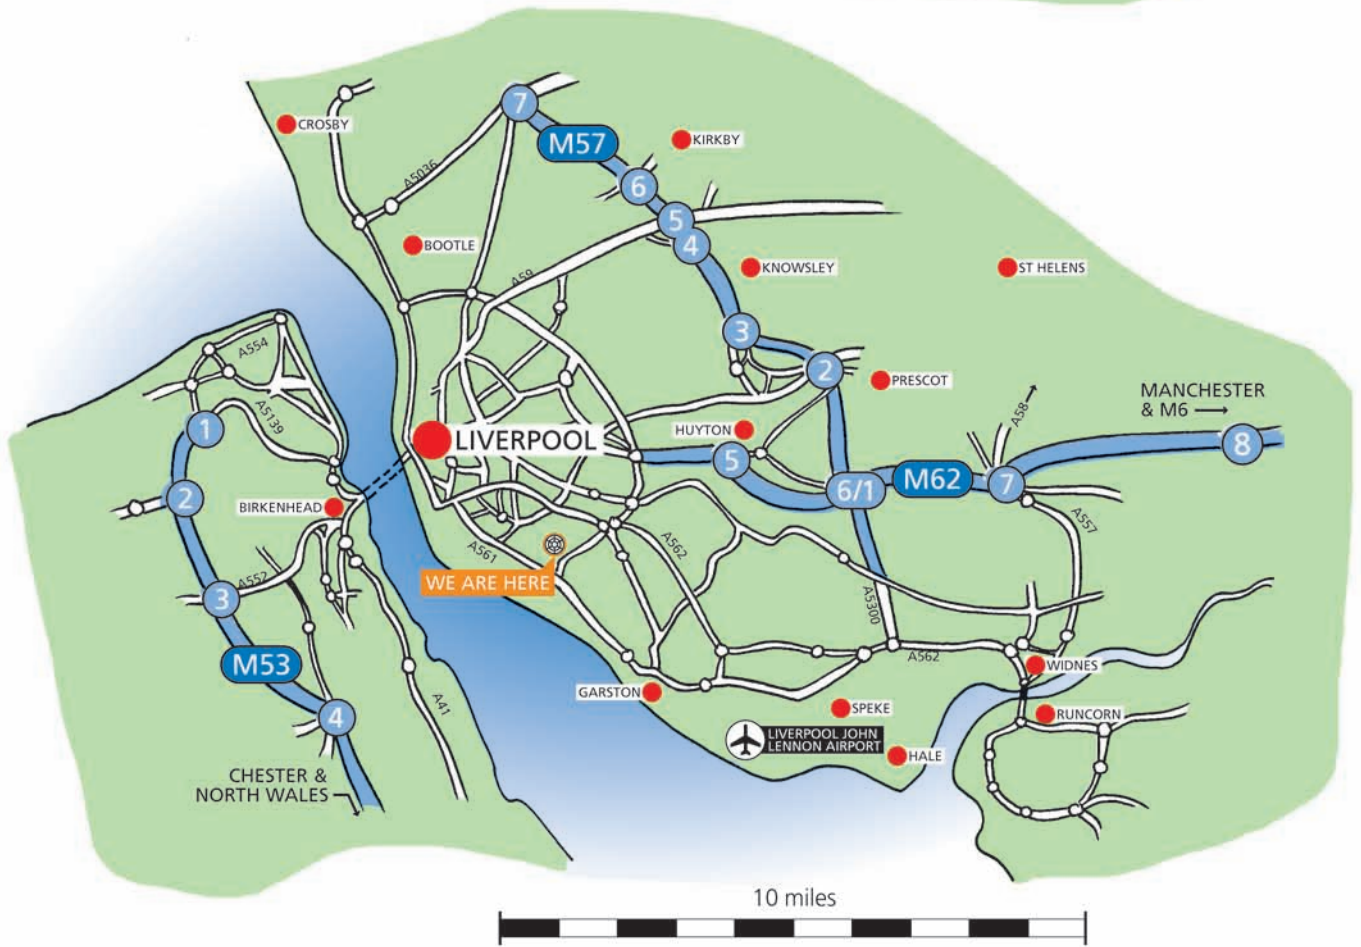 7
M57
CROSBY
KIRKBY
A5036
6
5
4
BOOTLE
KNOWSLEY
ST HELENS
A59
3
A554
2
PRESCOT
MANCHESTER
& M6
A58
A5139
1
LIVERPOOL
HUYTON
5
6/1
M62
7
8
2
BIRKENHEAD
A557
A561
A562
WE ARE HERE
A552
3
A5300
M53
A562
WIDNES
GARSTON
A41
SPEKE
RUNCORN
4
LIVERPOOL JOHN
LENNON AIRPORT
HALE
CHESTER &
NORTH WALES
10 miles